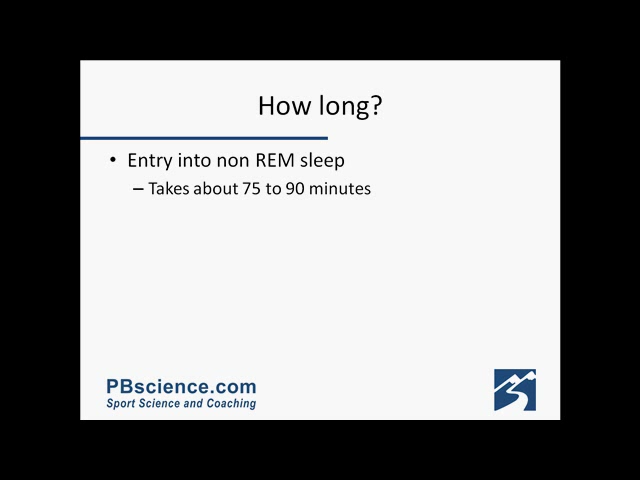 How long?
• Entry into non REM sleep
– Takes about 75 to 90 minutes
PBscience.com
Sport Science and Coaching